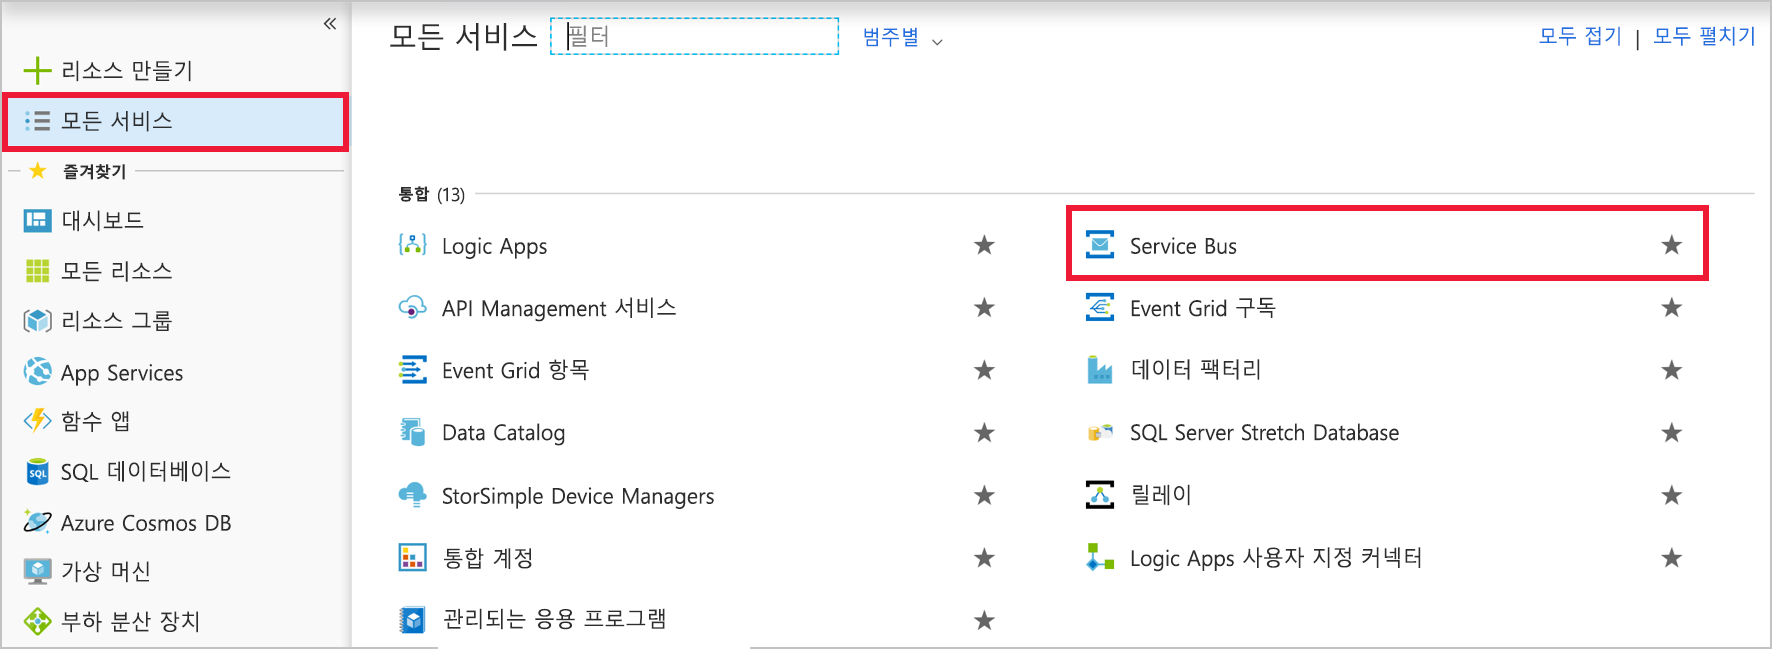 «
리소스 만들기
모든 서비스
즐겨찾기
대시보드
모든 리소스
리소스 그룹
App Services
함수 앱
SQL 데이터베이스
Azure Cosmos DB
가상 머신
부하 분산 장치
모든 서비스 필터 범주별 모두 접기 | 모두 펼치기
통합 (13)
Logic Apps
Service Bus
API Management 서비스
Event Grid 구독
Event Grid 항목
데이터 팩터리
Data Catalog
SQL Server Stretch Database
StorSimple Device Managers
릴레이
통합 계정
Logic Apps 사용자 지정 커넥터
관리되는 응용 프로그램